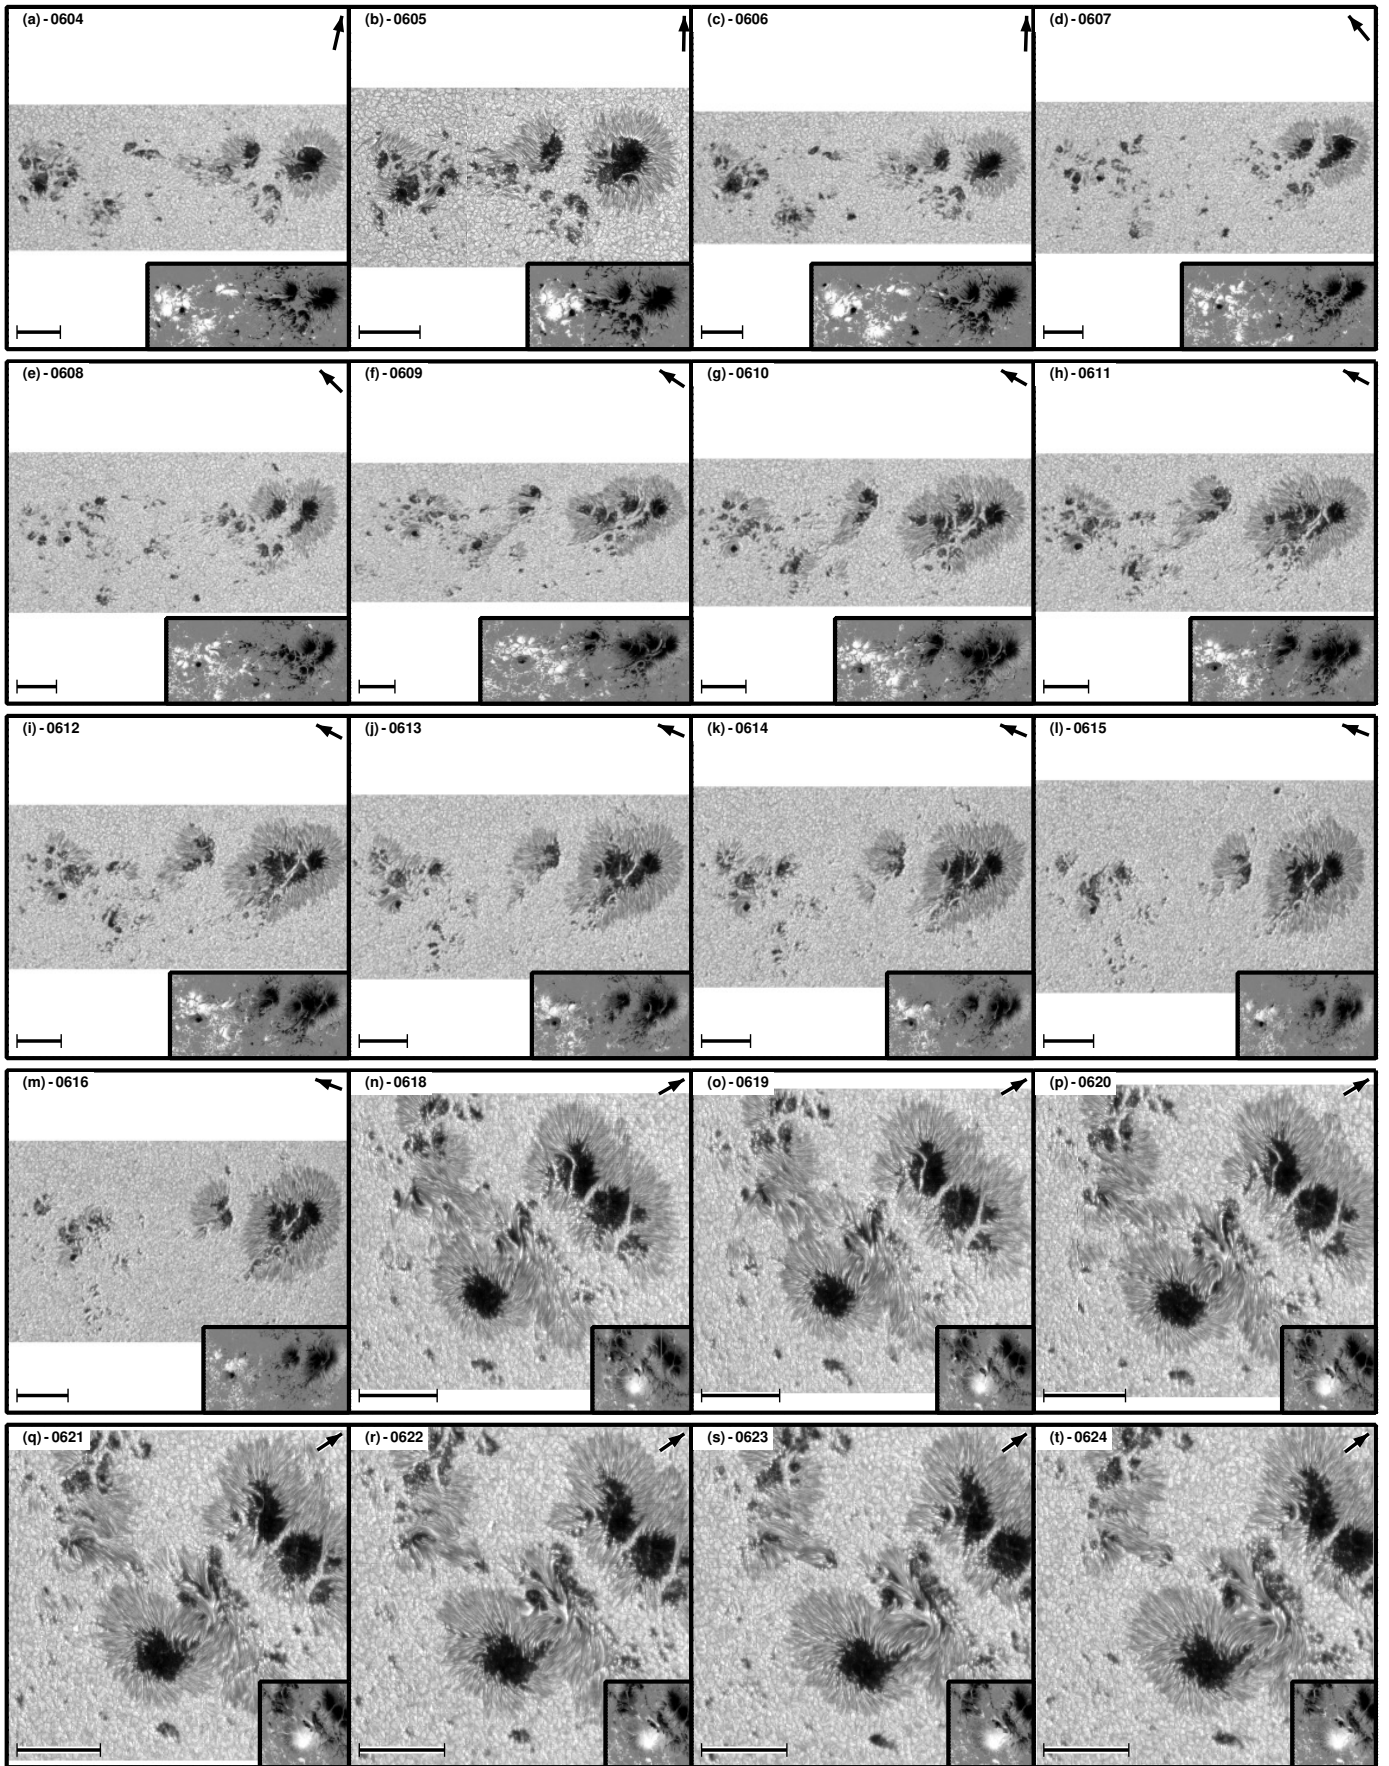 (a) - 0604
(b) - 0605
(c) - 0606
(d) - 0607
(e) - 0608
(f) - 0609
(g) - 0610
(h) - 0611
(i) - 0612
(j) - 0613
(k) - 0614
(l) - 0615
(m) - 0616
(n) - 0618
(o) - 0619
(p) - 0620
(q) - 0621
(r) - 0622
(s) - 0623
(t) - 0624